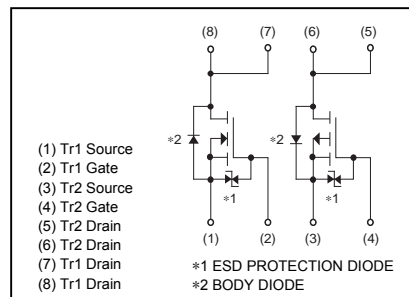 (8) (7) (6) (5)
∗2 ∗2
∗1 ∗1
(1) (2) (3) (4)
(1) Tr1 Source
(2) Tr1 Gate
(3) Tr2 Source
(4) Tr2 Gate
(5) Tr2 Drain
(6) Tr2 Drain
(7) Tr1 Drain
(8) Tr1 Drain
∗1 ESD PROTECTION DIODE
∗2 BODY DIODE